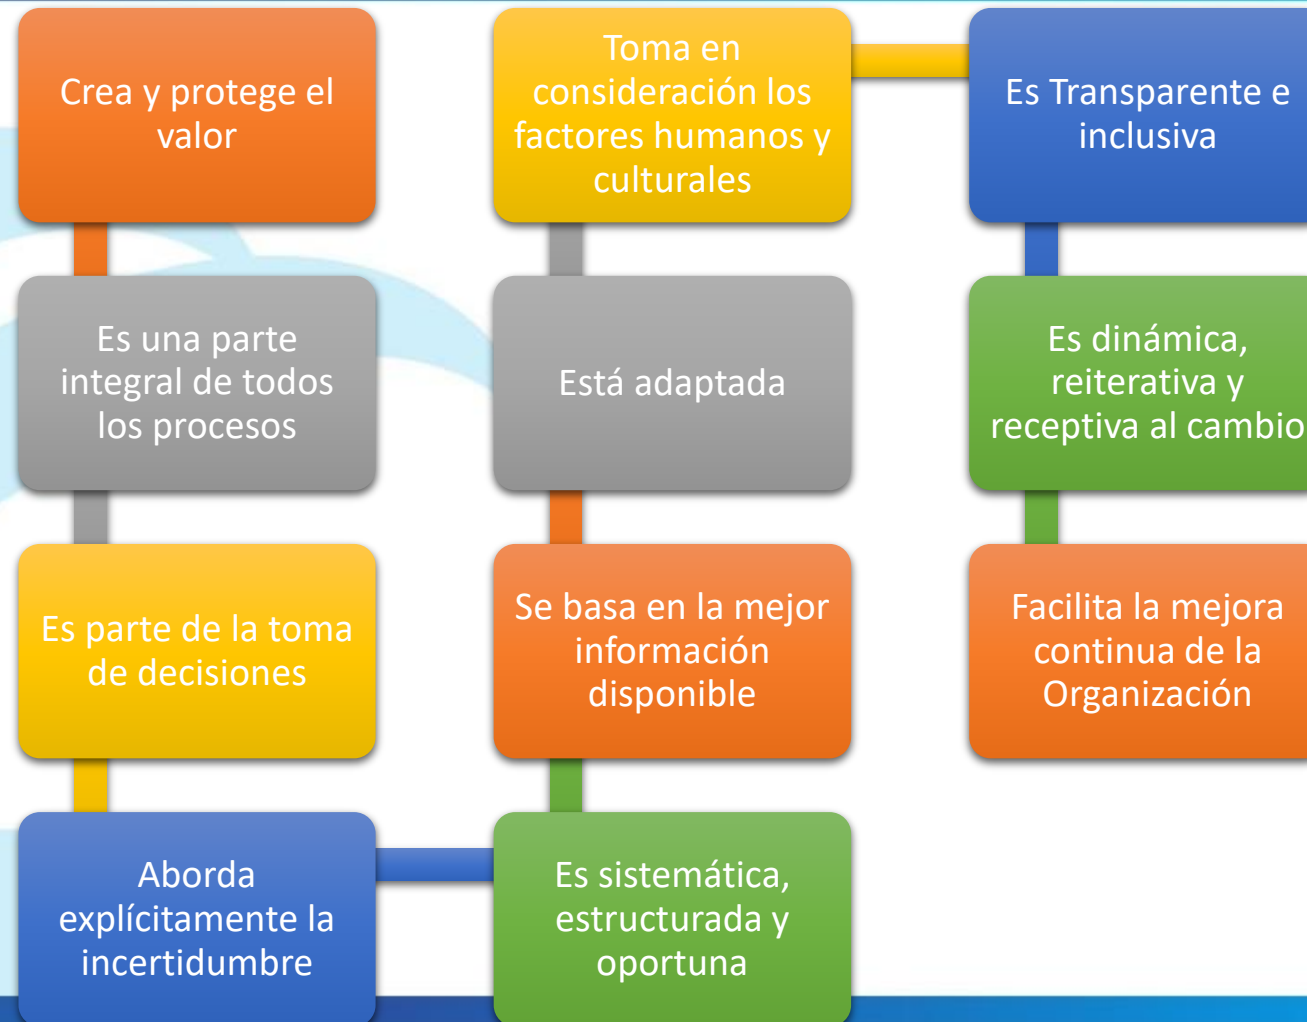 Crea y protege el
valor
Es una parte
integral de todos
los procesos
Es parte de la toma
de decisiones
Aborda
explícitamente la
incertidumbre
Es sistemática,
estructurada y
oportuna
Se basa en la mejor
información
disponible
Está adaptada
Toma en
consideración los
factores humanos y
culturales
Es Transparente e
inclusiva
Es dinámica,
reiterativa y
receptiva al cambio
Facilita la mejora
continua de la
Organización